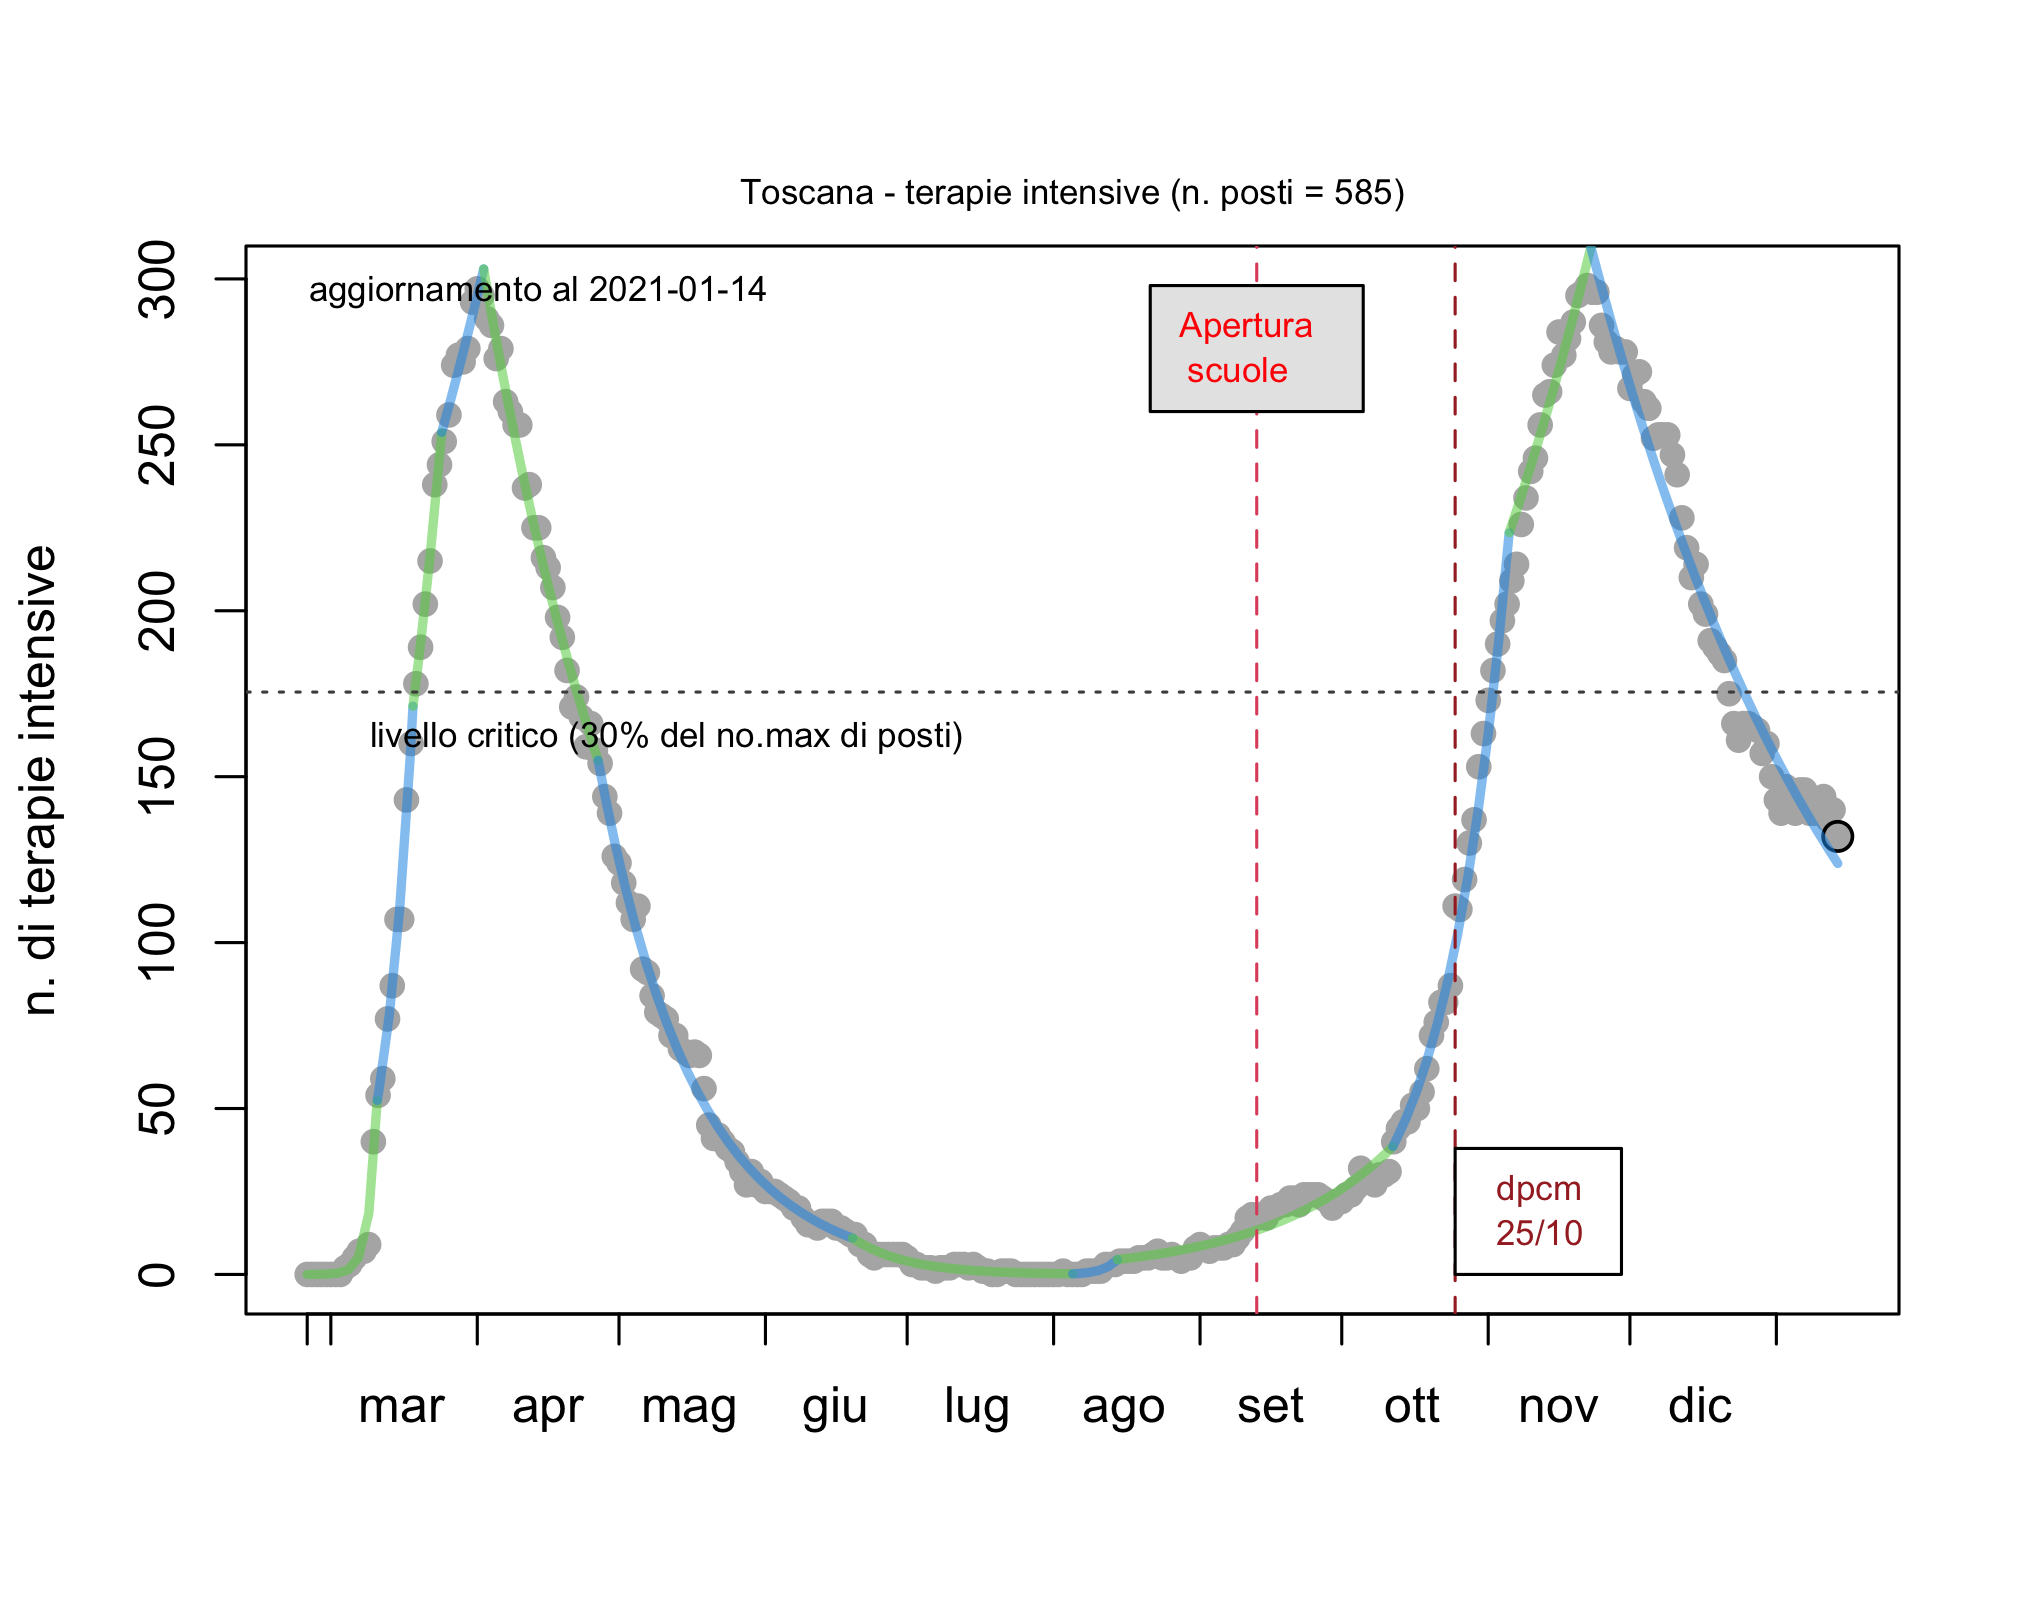 Toscana - terapie intensive (n. posti = 585)
aggiornamento al 2021-01-14
Apertura
scuole
livello critico (30% del no.max di posti)
dpcm
25/10
n. di terapie intensive
300
250
200
150
100
50
0
mar apr mag giu lug ago set ott nov dic